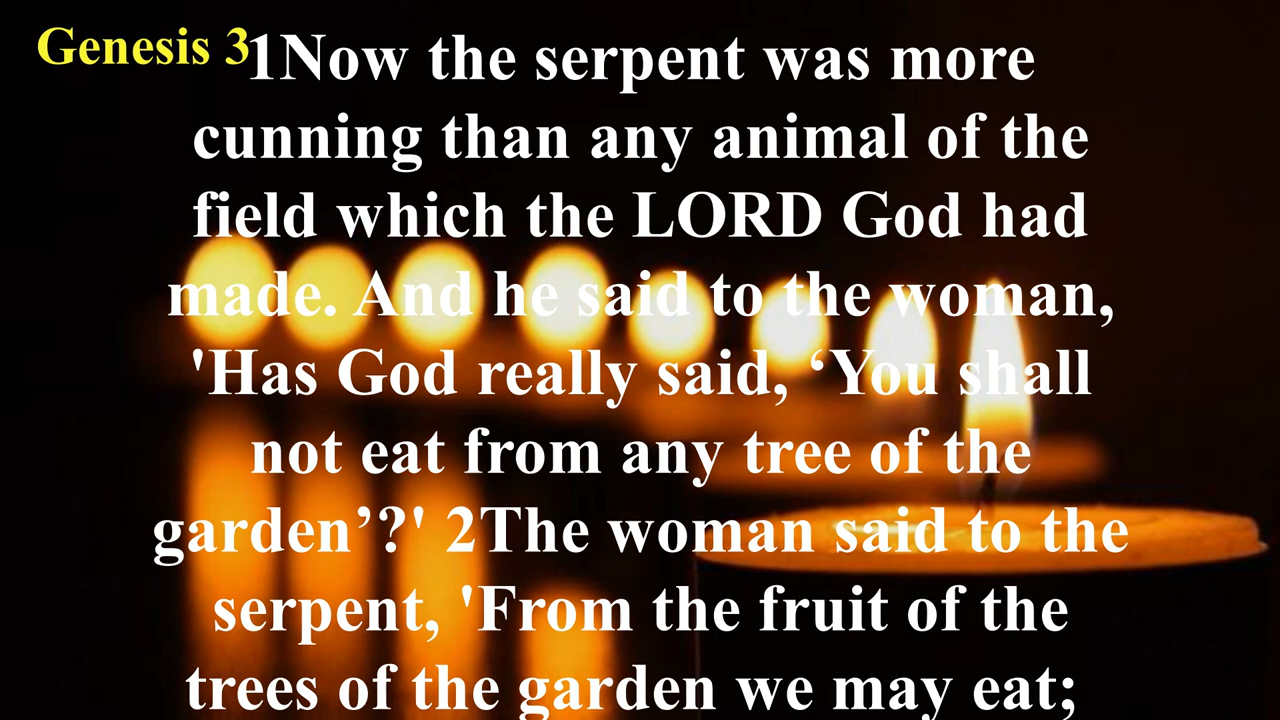 Genesis 3
1Now the serpent was more
cunning than any animal of the
field which the LORD God had
made. And he said to the woman,
'Has God really said, ‘You shall
not eat from any tree of the
garden’?' 2The woman said to the
serpent, 'From the fruit of the
trees of the garden we may eat;